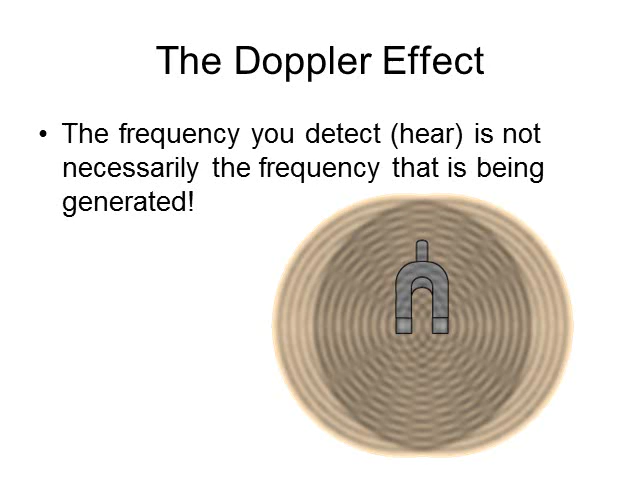 The Doppler Effect
• The frequency you detect (hear) is not
necessarily the frequency that is being
generated!